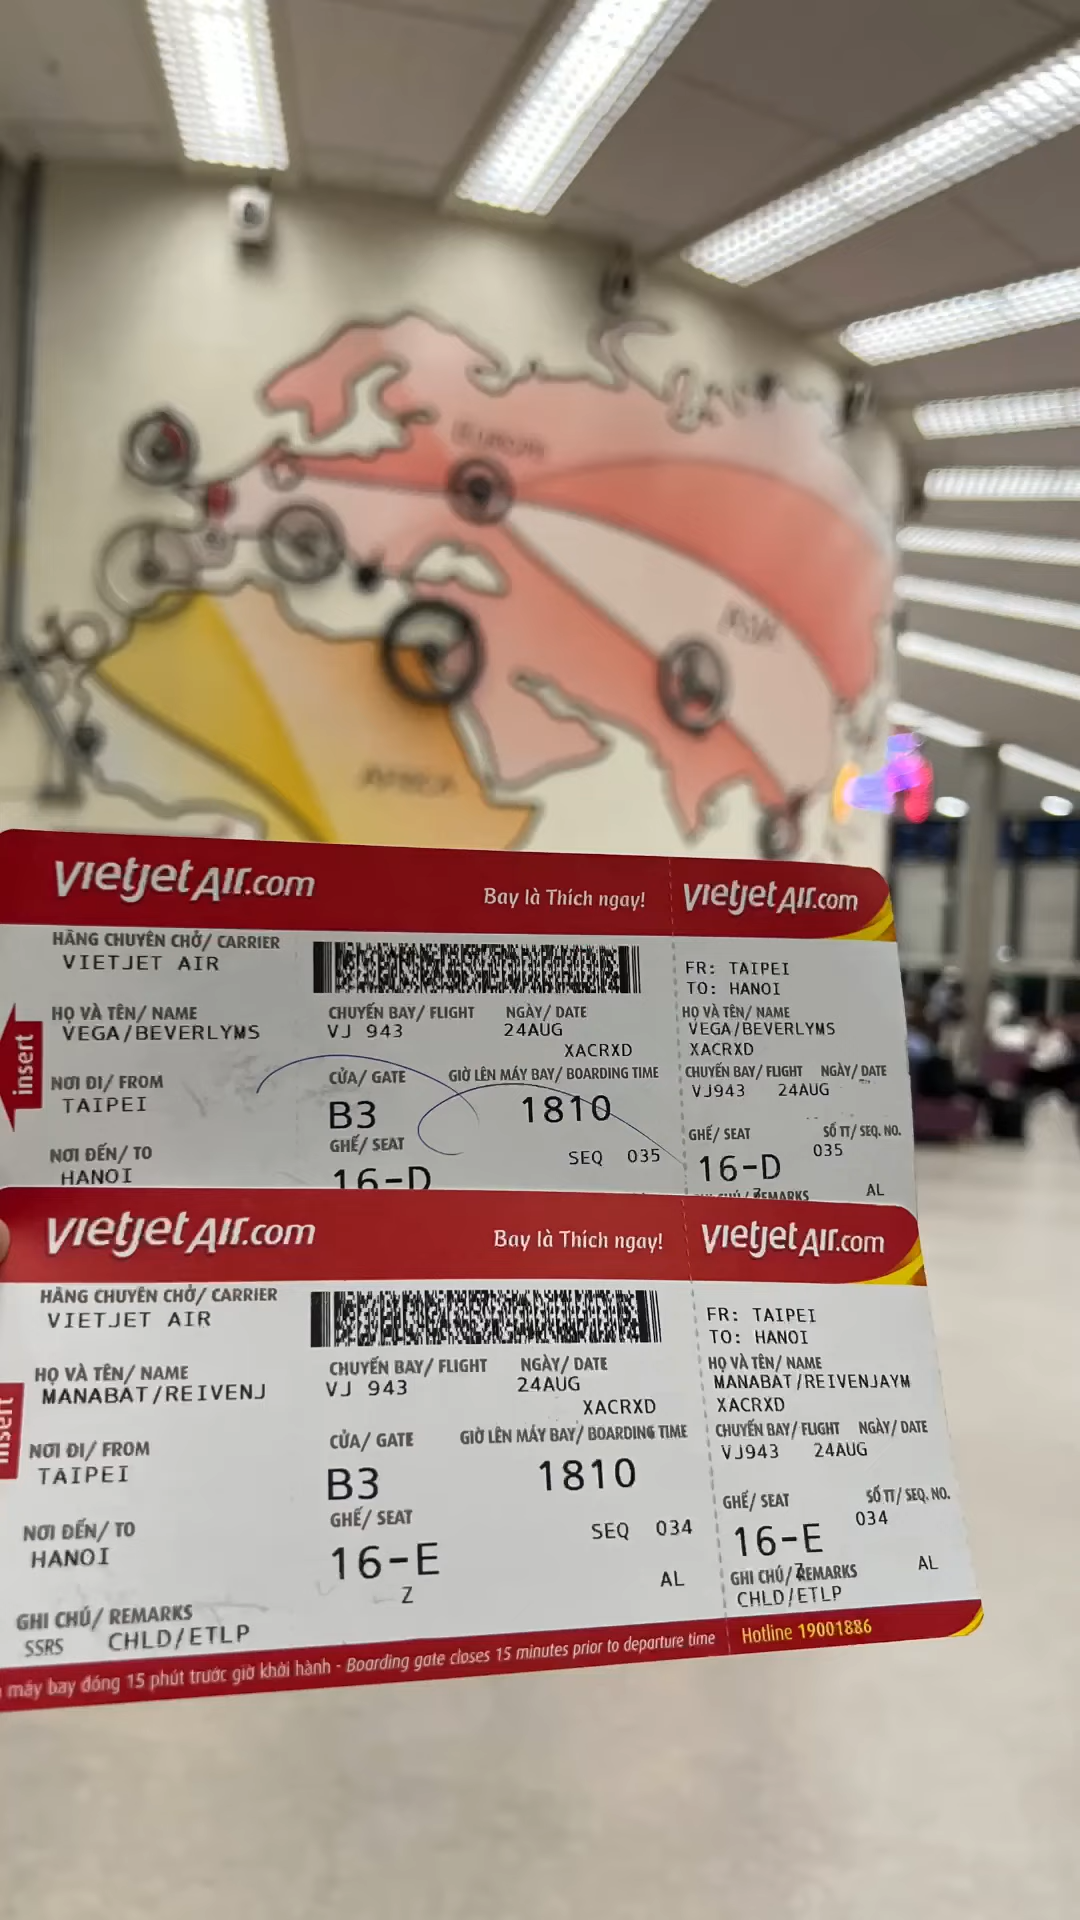 EUROPE
ASIA
AFRICA
vietjetAir.com Bay là Thích ngay! vietjetAir.com
HÃNG CHUYÊN CHỞ/ CARRIER
VIETJET AIR
FR: TAIPEI
TO: HANOI
HỌ VÀ TÊN/ NAME CHUYẾN BAY/ FLIGHT NGÀY/ DATE HỌ VÀ TÊN/ NAME
VEGA/BEVERLYMS VJ 943 24AUG VEGA/BEVERLYMS
XACRXD XACRXD
insert
NƠI ĐI/ FROM CỬA/ GATE GIỜ LÊN MÁY BAY/ BOARDING TIME CHUYẾN BAY/ FLIGHT NGÀY/ DATE
TAIPEI B3 1810 VJ943 24AUG
NƠI ĐẾN/ TO GHẾ/ SEAT GHẾ/ SEAT SỐ TT/ SEQ. NO.
HANOI 16-D SEQ 035 16-D 035
REMARKS AL
vietjetAir.com Bay là Thích ngay! vietjetAir.com
HÃNG CHUYÊN CHỞ/ CARRIER
VIETJET AIR
FR: TAIPEI
TO: HANOI
HỌ VÀ TÊN/ NAME CHUYẾN BAY/ FLIGHT NGÀY/ DATE HỌ VÀ TÊN/ NAME
MANABAT/REIVENJ VJ 943 24AUG MANABAT/REIVENJAYM
XACRXD XACRXD
insert
NƠI ĐI/ FROM CỬA/ GATE GIỜ LÊN MÁY BAY/ BOARDING TIME CHUYẾN BAY/ FLIGHT NGÀY/ DATE
TAIPEI B3 1810 VJ943 24AUG
NƠI ĐẾN/ TO GHẾ/ SEAT GHẾ/ SEAT SỐ TT/ SEQ. NO.
HANOI 16-E SEQ 034 16-E 034
Z AL Z AL
GHI CHÚ/ REMARKS GHI CHÚ/ REMARKS
SSRS CHLD/ETLP CHLD/ETLP
máy bay đóng 15 phút trước giờ khởi hành - Boarding gate closes 15 minutes prior to departure time Hotline 19001886